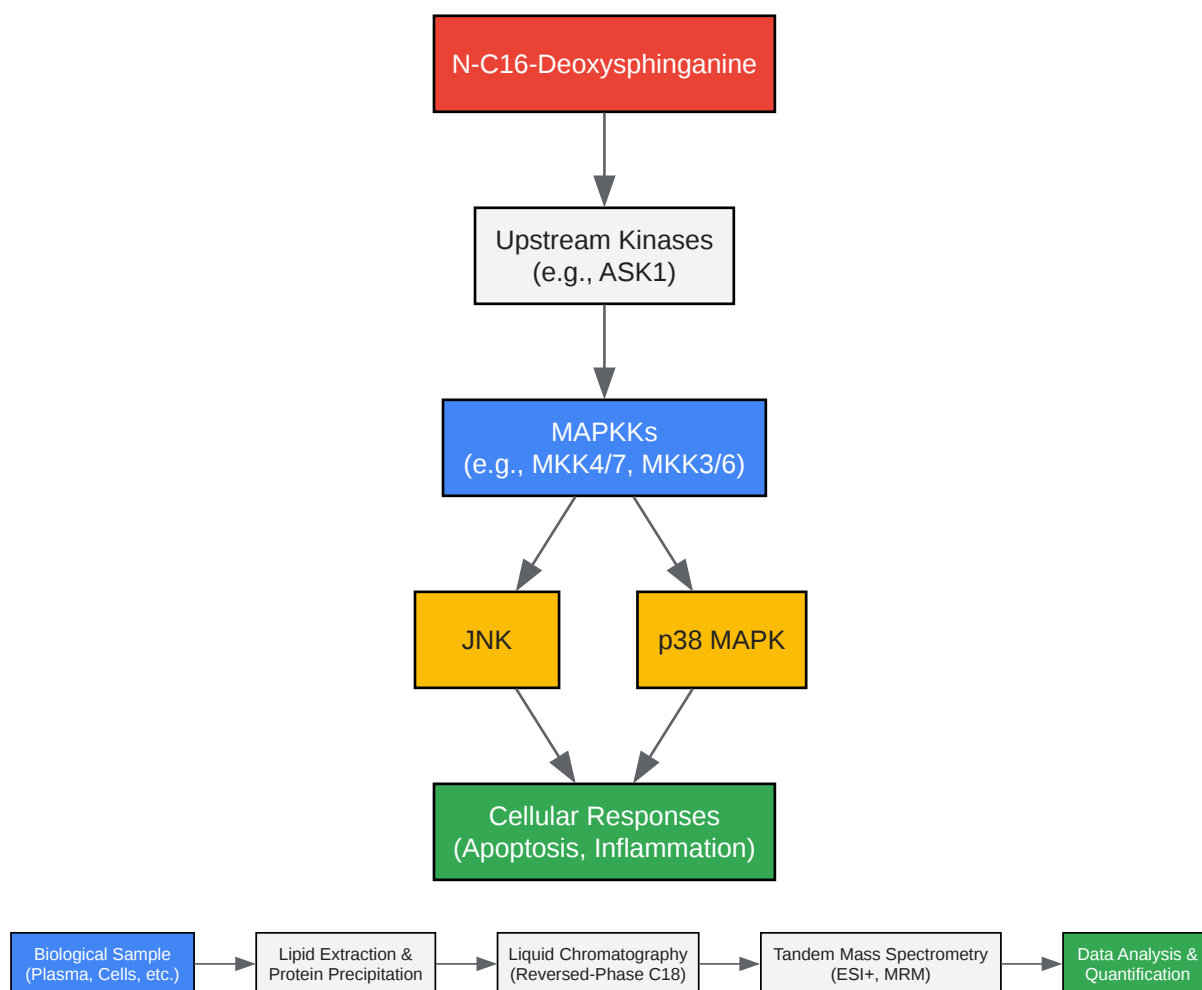 N-C16-Deoxysphinganine
Upstream Kinases
(e.g., ASK1)
MAPKKs
(e.g., MKK4/7, MKK3/6)
JNK
p38 MAPK
Cellular Responses
(Apoptosis, Inflammation)
Biological Sample
(Plasma, Cells, etc.)
Lipid Extraction &
Protein Precipitation
Liquid Chromatography
(Reversed-Phase C18)
Tandem Mass Spectrometry
(ESI+, MRM)
Data Analysis &
Quantification